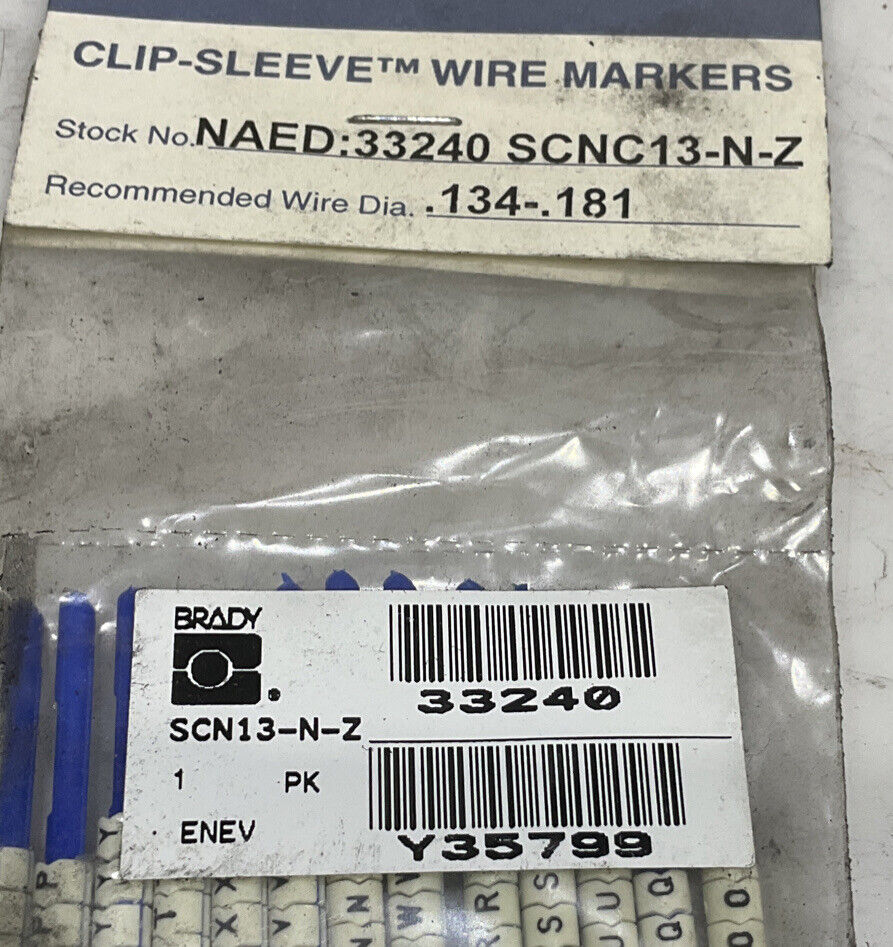 CLIP-SLEEVE™ WIRE MARKERS
Stock No. NAED:33240 SCNC13-N-Z
Recommended Wire Dia. .134-.181
BRADY
33240
SCN13-N-Z
1 PK
ENEV
Y35799
P Y Y X X N W R S U Q O
P Y T X Y N R S U Q O